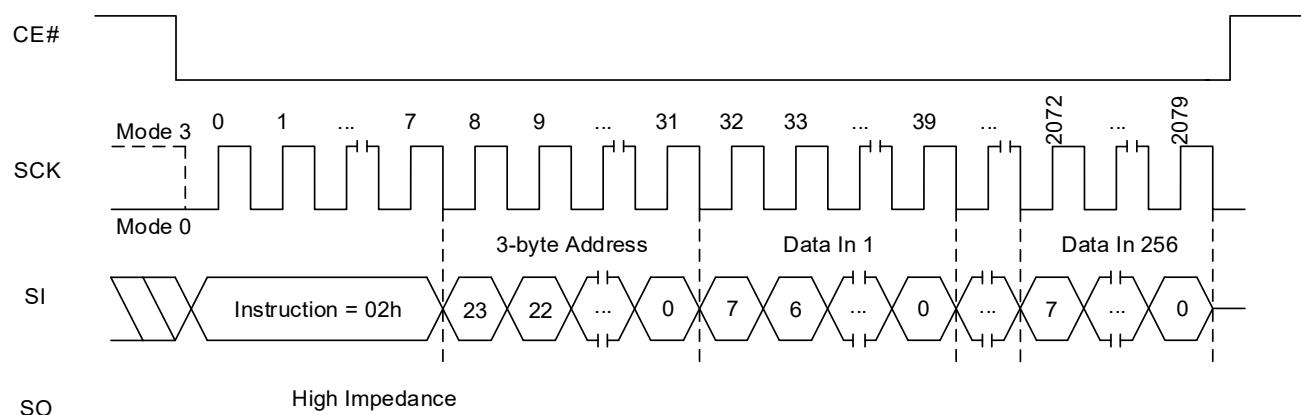 CE#
Mode 3 0 1 ... 7 8 9 ... 31 32 33 ... 39 ... 2072 ... 2079
SCK
Mode 0
3-byte Address Data In 1 Data In 256
SI Instruction = 02h 23 22 ... 0 7 6 ... 0 ... 7 ... 0
High Impedance
SO